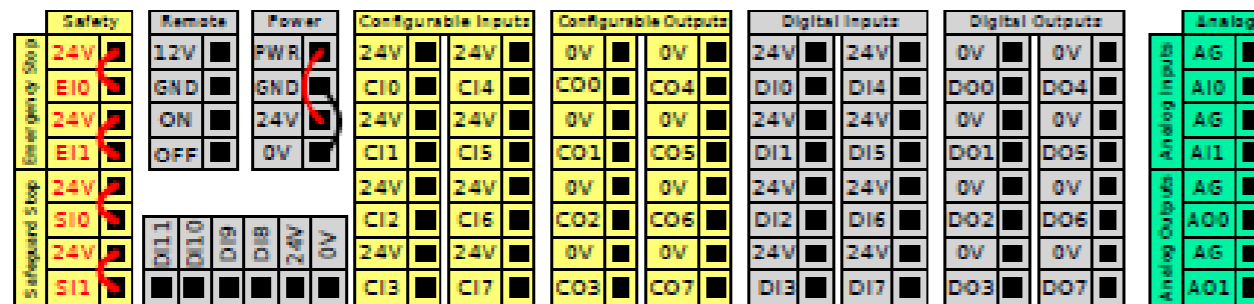 Safety
Emergency Stop
24V
EI0
24V
EI1
Safeguard Stop
24V
SI0
24V
SI1
Remote
12V
GND
ON
OFF
Power
PWR
GND
24V
0V
DI11
DI10
DI9
DI8
24V
0V
Configurable Inputs
24V 24V
CI0 CI4
24V 24V
CI1 CI5
24V 24V
CI2 CI6
24V 24V
CI3 CI7
Configurable Outputs
0V 0V
CO0 CO4
0V 0V
CO1 CO5
0V 0V
CO2 CO6
0V 0V
CO3 CO7
Digital Inputs
24V 24V
DI0 DI4
24V 24V
DI1 DI5
24V 24V
DI2 DI6
24V 24V
DI3 DI7
Digital Outputs
0V 0V
DO0 DO4
0V 0V
DO1 DO5
0V 0V
DO2 DO6
0V 0V
DO3 DO7
Analog
Analog Inputs
AG
AI0
AG
AI1
Analog Outputs
AG
AO0
AG
AO1